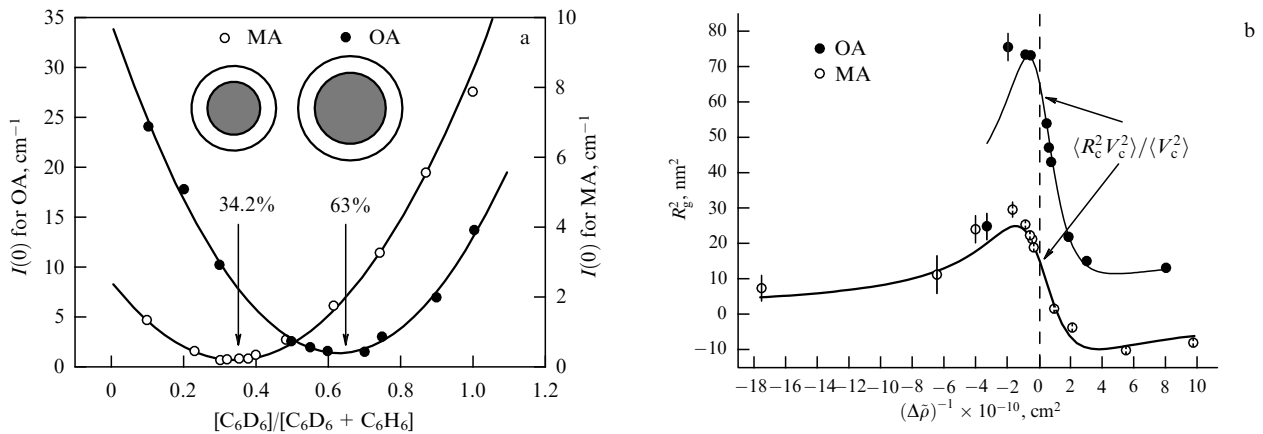 a
I(0) for OA, cm⁻¹
35
30
25
20
15
10
5
0
MA
OA
34.2%
63%
10
8
6
4
2
0
I(0) for MA, cm⁻¹
0
0.2
0.4
0.6
0.8
1.0
1.2
[C₆D₆]/[C₆D₆ + C₆H₆]
b
R²g, nm²
80
70
60
50
40
30
20
10
0
−10
OA
MA
⟨R²cV²c⟩/⟨V²c⟩
−18 −16 −14 −12 −10 −8 −6 −4 −2 0 2 4 6 8 10
(Δρ̃)⁻¹ × 10⁻¹⁰, cm²